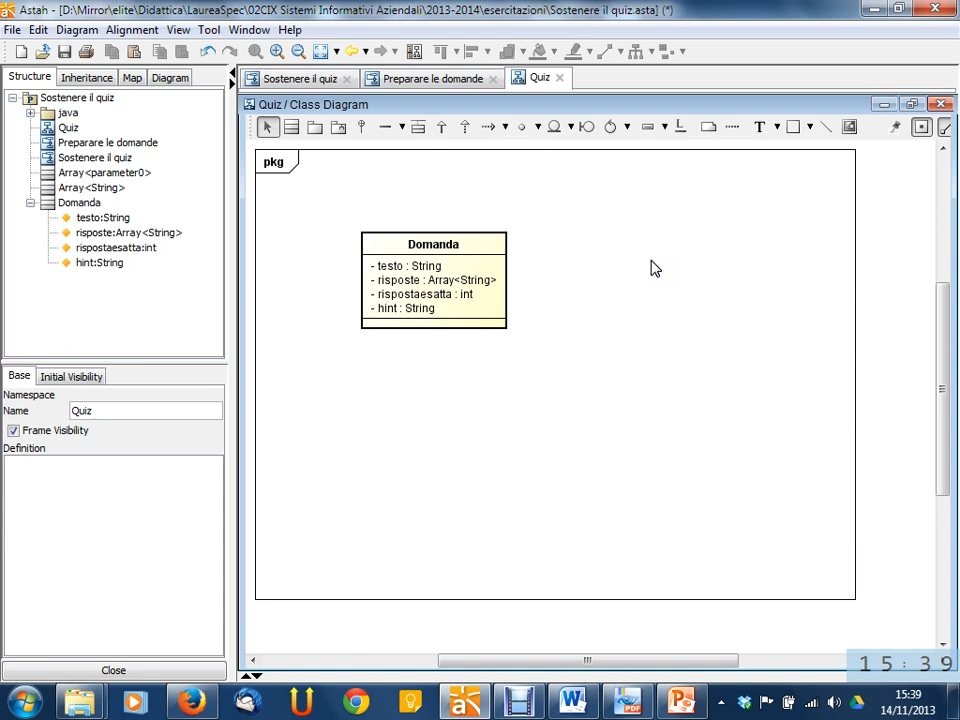 Astah - [D:\Mirror\elite\Didattica\LaureaSpec\02CIX Sistemi Informativi Aziendali\2013-2014\esercitazioni\Sostenere il quiz.asta] (*)
File Edit Diagram Alignment View Tool Window Help
Structure Inheritance Map Diagram
Sostenere il quiz Preparare le domande Quiz
Sostenere il quiz
java
Quiz
Preparare le domande
Sostenere il quiz
Array<parameter0>
Array<String>
Domanda
testo:String
risposte:Array<String>
rispostaesatta:int
hint:String
Quiz / Class Diagram
pkg
Domanda
- testo : String
- risposte : Array<String>
- rispostaesatta : int
- hint : String
Base Initial Visibility
Namespace
Name Quiz
Frame Visibility
Definition
Close
15:39
15:39
14/11/2013